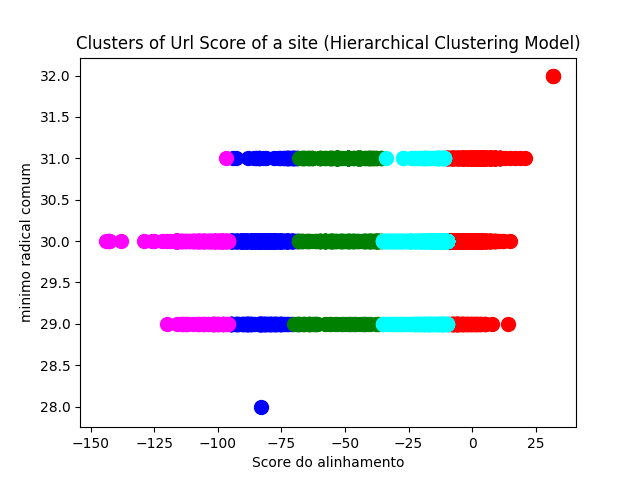 Clusters of Url Score of a site (Hierarchical Clustering Model)
32.0
31.5
31.0
30.5
30.0
29.5
29.0
28.5
28.0
minimo radical comum
−150 −125 −100 −75 −50 −25 0 25
Score do alinhamento